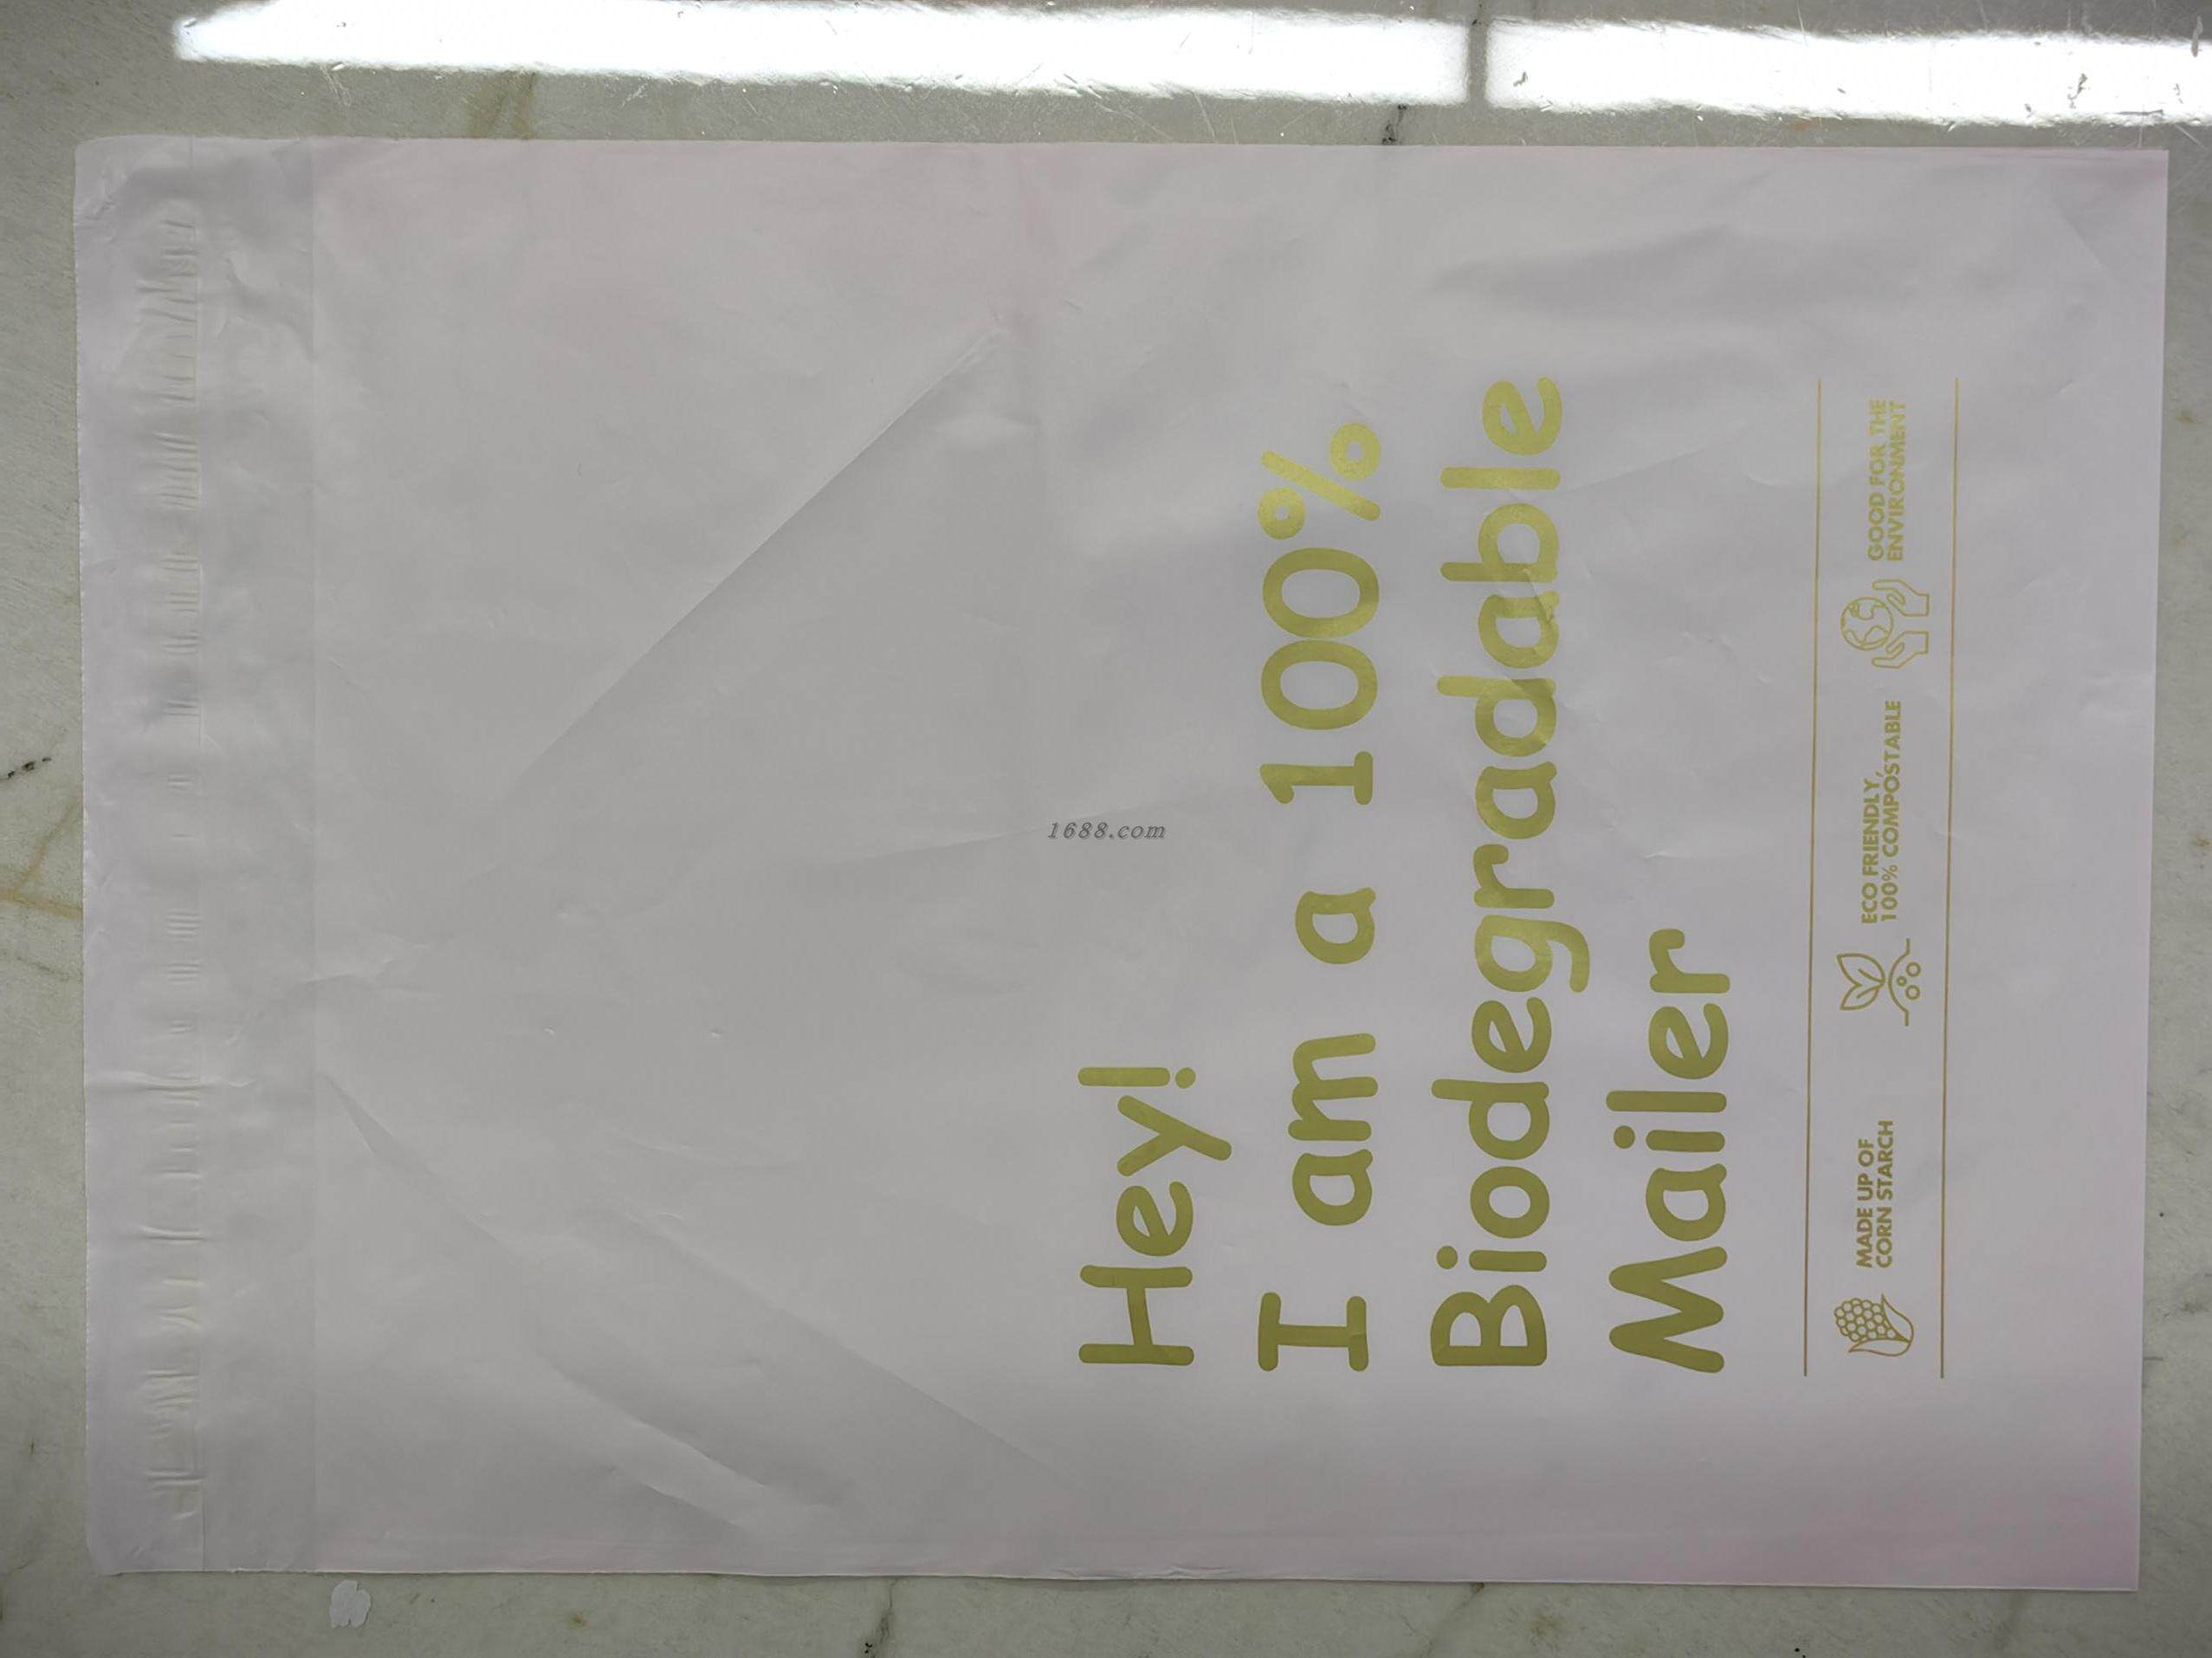 Hey!
I am a 100%
Biodegradable
Mailer
MADE UP OF
CORN STARCH
ECO FRIENDLY,
100% COMPOSTABLE
GOOD FOR THE
ENVIRONMENT
1688.com